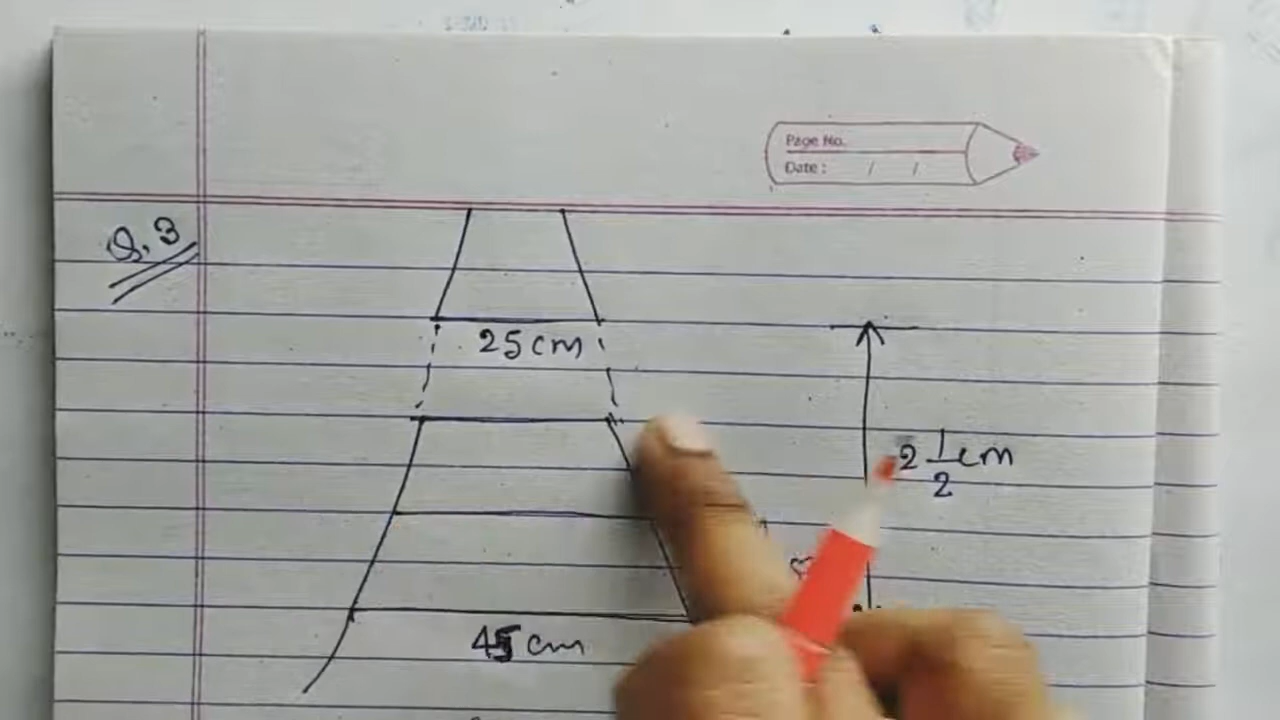 Page No.
Date : / /
Q. 3
25cm
2 1/2 cm
45 cm